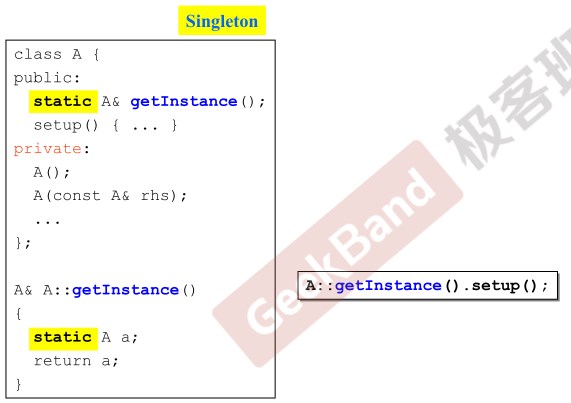 Singleton
class A {
public:
static A& getInstance();
setup() { ... }
private:
A();
A(const A& rhs);
...
};
A& A::getInstance()
{
static A a;
return a;
}
A::getInstance().setup();
GeekBand 极客班